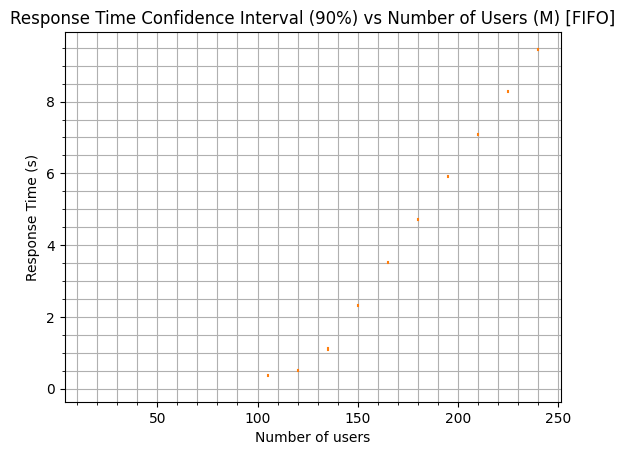 Response Time Confidence Interval (90%) vs Number of Users (M) [FIFO]
8
6
4
2
0
Response Time (s)
50 100 150 200 250
Number of users